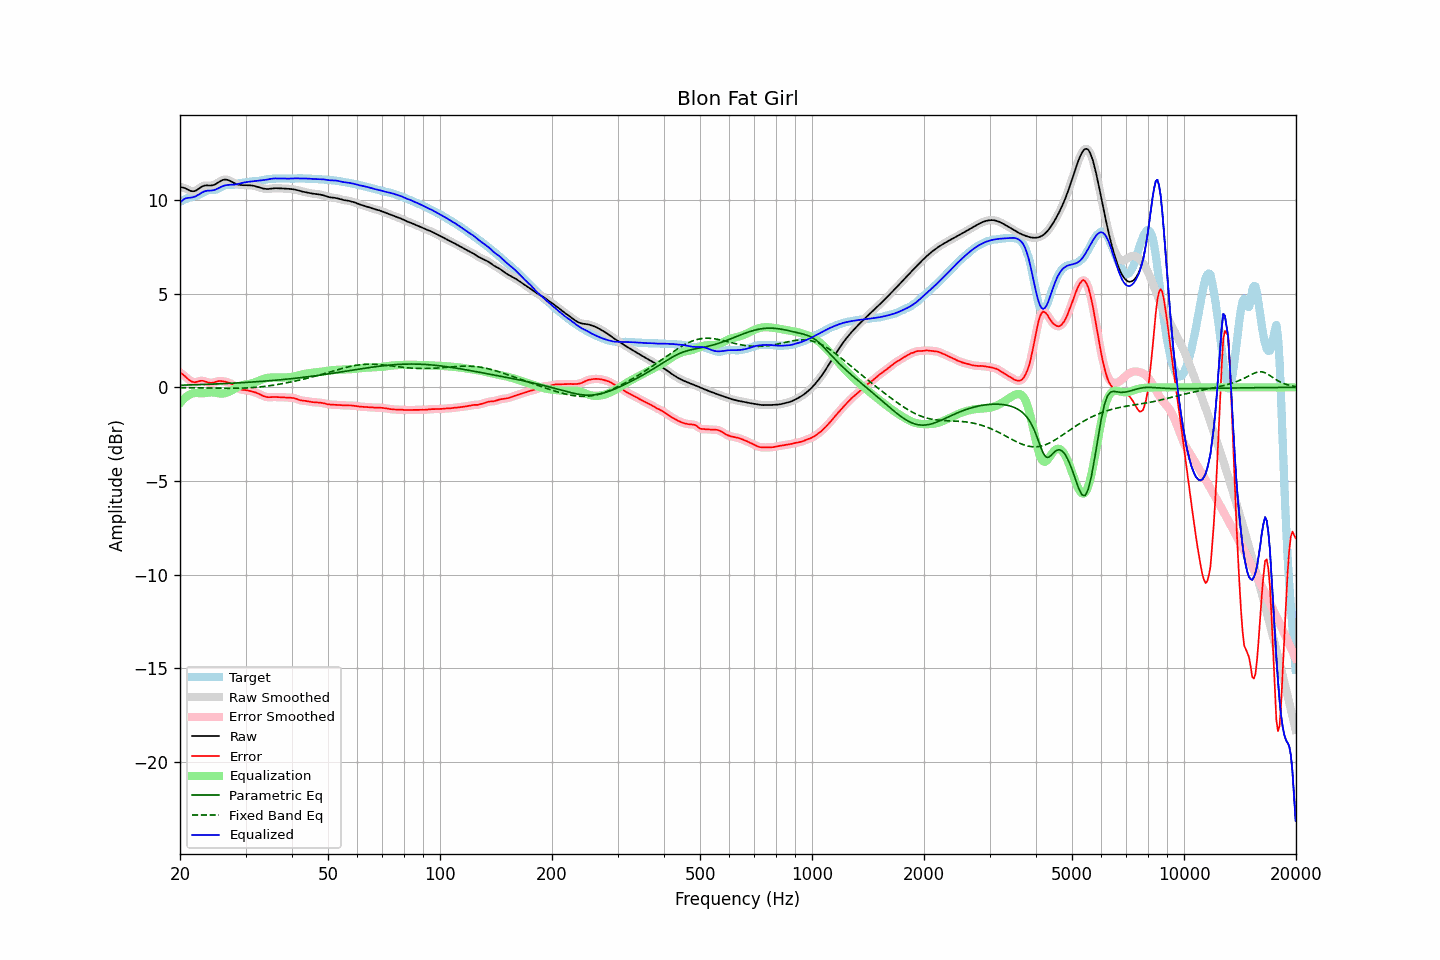 Blon Fat Girl
Amplitude (dBr)
10
5
0
−5
−10
−15
−20
Target
Raw Smoothed
Error Smoothed
Raw
Error
Equalization
Parametric Eq
Fixed Band Eq
Equalized
20 50 100 200 500 1000 2000 5000 10000 20000
Frequency (Hz)